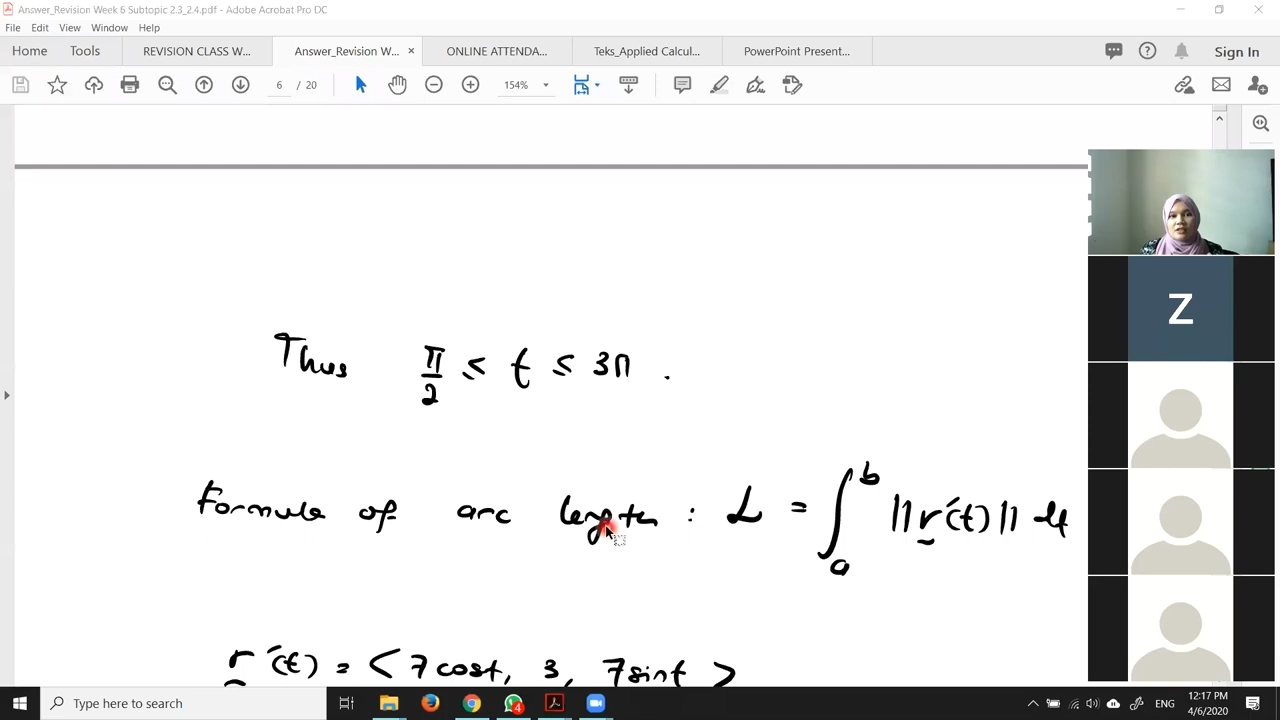 Answer_Revision Week 6 Subtopic 2.3_2.4.pdf - Adobe Acrobat Pro DC
File Edit View Window Help
Home Tools REVISION CLASS W... Answer_Revision W... × ONLINE ATTENDA... Teks_Applied Calcul... PowerPoint Present... Sign In
6 / 20 154%
Thus π/2 ≤ t ≤ 3π .
Formula of arc length : L = ∫_a^b ||r′(t)|| dt
r′(t) = < 7cost, 3, 7sint >
Z
Type here to search
4
ENG
12:17 PM
4/6/2020